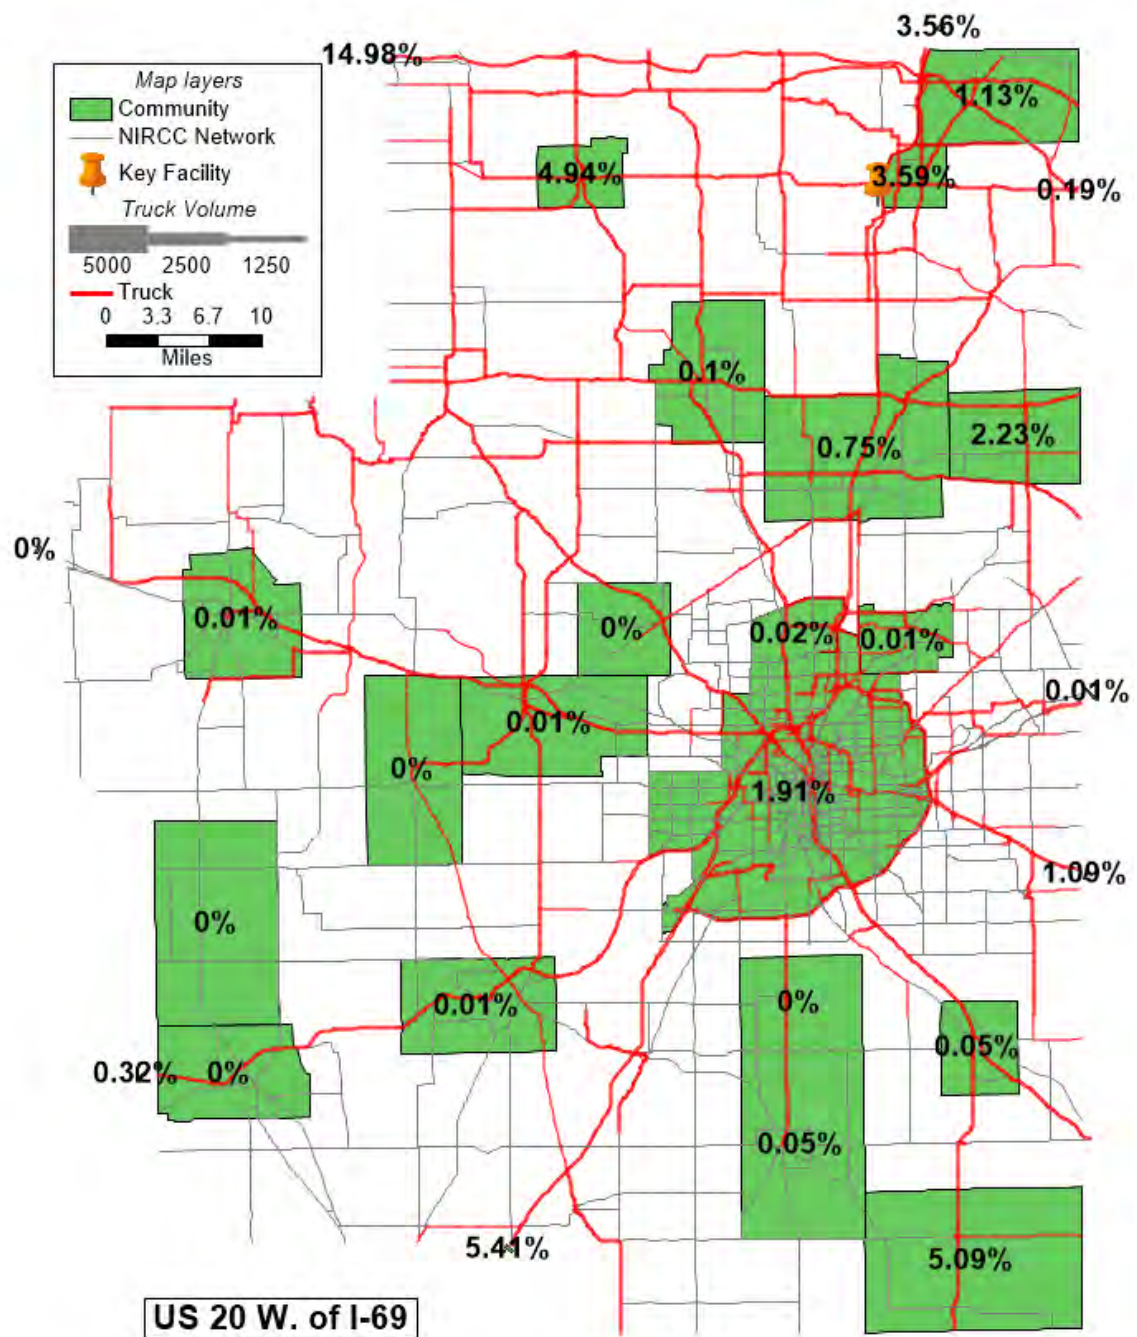 3.56%
14.98%
Map layers
Community
NIRCC Network
Key Facility
Truck Volume
5000 2500 1250
Truck
0 3.3 6.7 10
Miles
1.13%
4.94%
3.59%
0.19%
0.1%
0.75%
2.23%
0%
0.01%
0%
0.02%
0.01%
0.01%
0.01%
0%
1.91%
1.09%
0%
0.01%
0%
0.05%
0.32%
0%
0.05%
5.41%
5.09%
US 20 W. of I-69